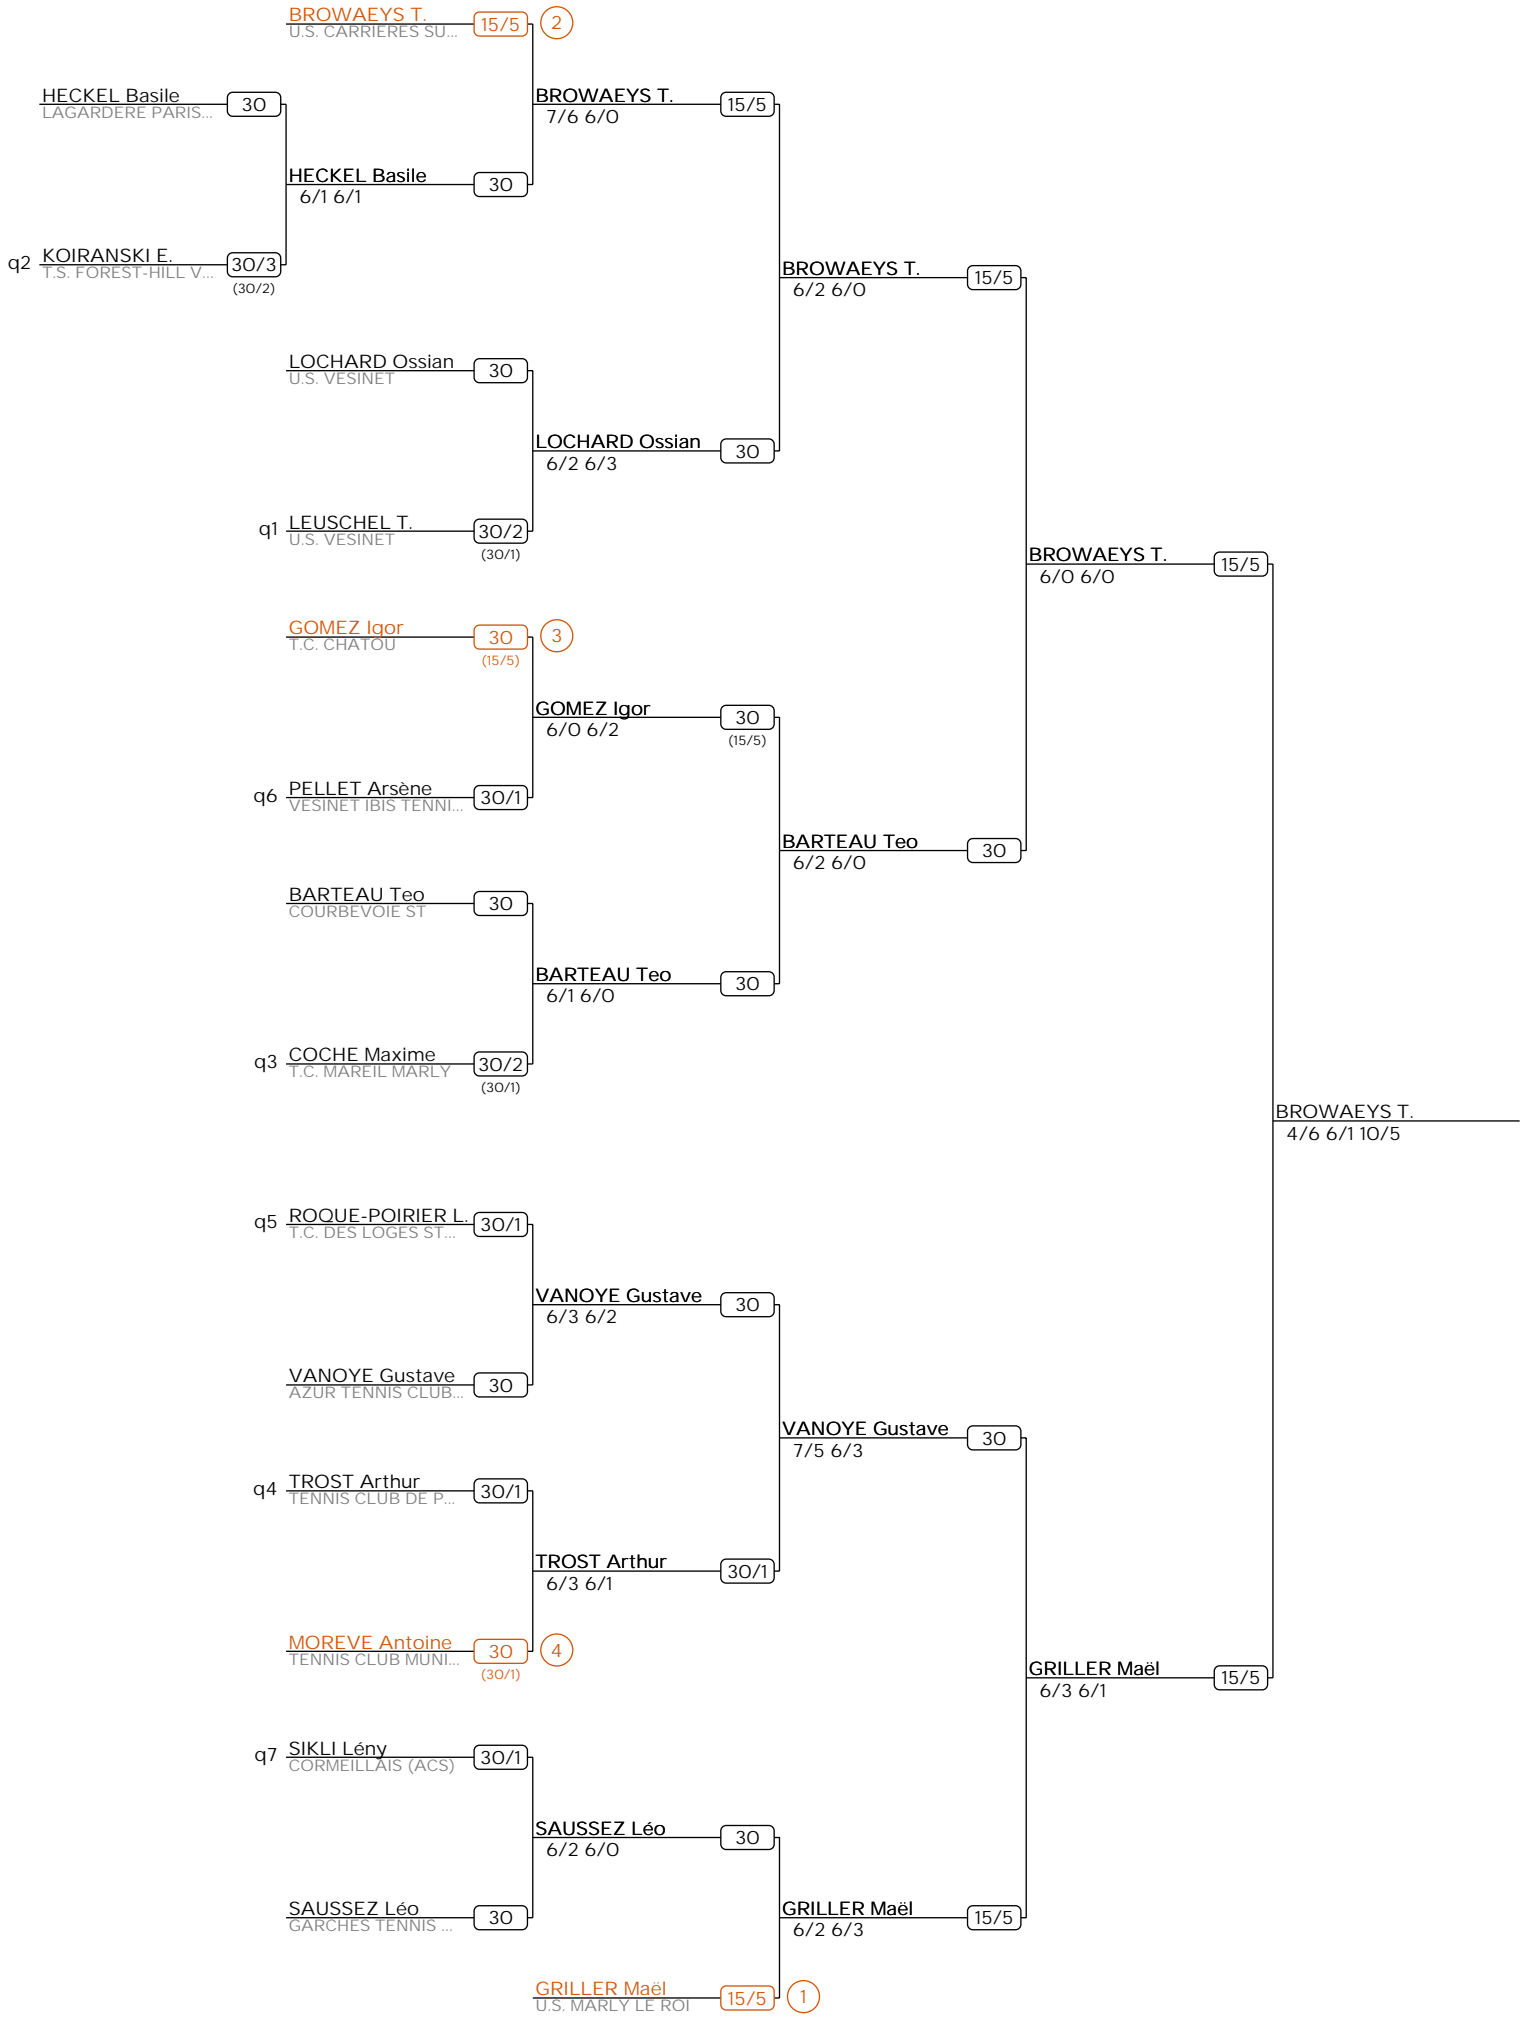 BROWAEYS T. 15/5 2
U.S. CARRIERES SU...
HECKEL Basile 30
LAGARDERE PARIS...
BROWAEYS T. 15/5
7/6 6/0
HECKEL Basile 30
6/1 6/1
q2 KOIRANSKI E. 30/3
T.S. FOREST-HILL V...
(30/2)
BROWAEYS T. 15/5
6/2 6/0
LOCHARD Ossian 30
U.S. VESINET
LOCHARD Ossian 30
6/2 6/3
q1 LEUSCHEL T. 30/2
U.S. VESINET
(30/1)
BROWAEYS T. 15/5
6/0 6/0
GOMEZ Igor 30 3
T.C. CHATOU
(15/5)
GOMEZ Igor 30
6/0 6/2
(15/5)
q6 PELLET Arsène 30/1
VESINET IBIS TENNI...
BARTEAU Teo 30
6/2 6/0
BARTEAU Teo 30
COURBEVOIE ST
BARTEAU Teo 30
6/1 6/0
q3 COCHE Maxime 30/2
T.C. MAREIL MARLY
(30/1)
BROWAEYS T.
4/6 6/1 10/5
q5 ROQUE-POIRIER L. 30/1
T.C. DES LOGES ST...
VANOYE Gustave 30
6/3 6/2
VANOYE Gustave 30
AZUR TENNIS CLUB...
VANOYE Gustave 30
7/5 6/3
q4 TROST Arthur 30/1
TENNIS CLUB DE P...
TROST Arthur 30/1
6/3 6/1
MOREVE Antoine 30 4
TENNIS CLUB MUNI...
(30/1)
GRILLER Maël 15/5
6/3 6/1
q7 SIKLI Lény 30/1
CORMEILLAIS (ACS)
SAUSSEZ Léo 30
6/2 6/0
SAUSSEZ Léo 30
GARCHES TENNIS ...
GRILLER Maël 15/5
6/2 6/3
GRILLER Maël 15/5 1
U.S. MARLY LE ROI